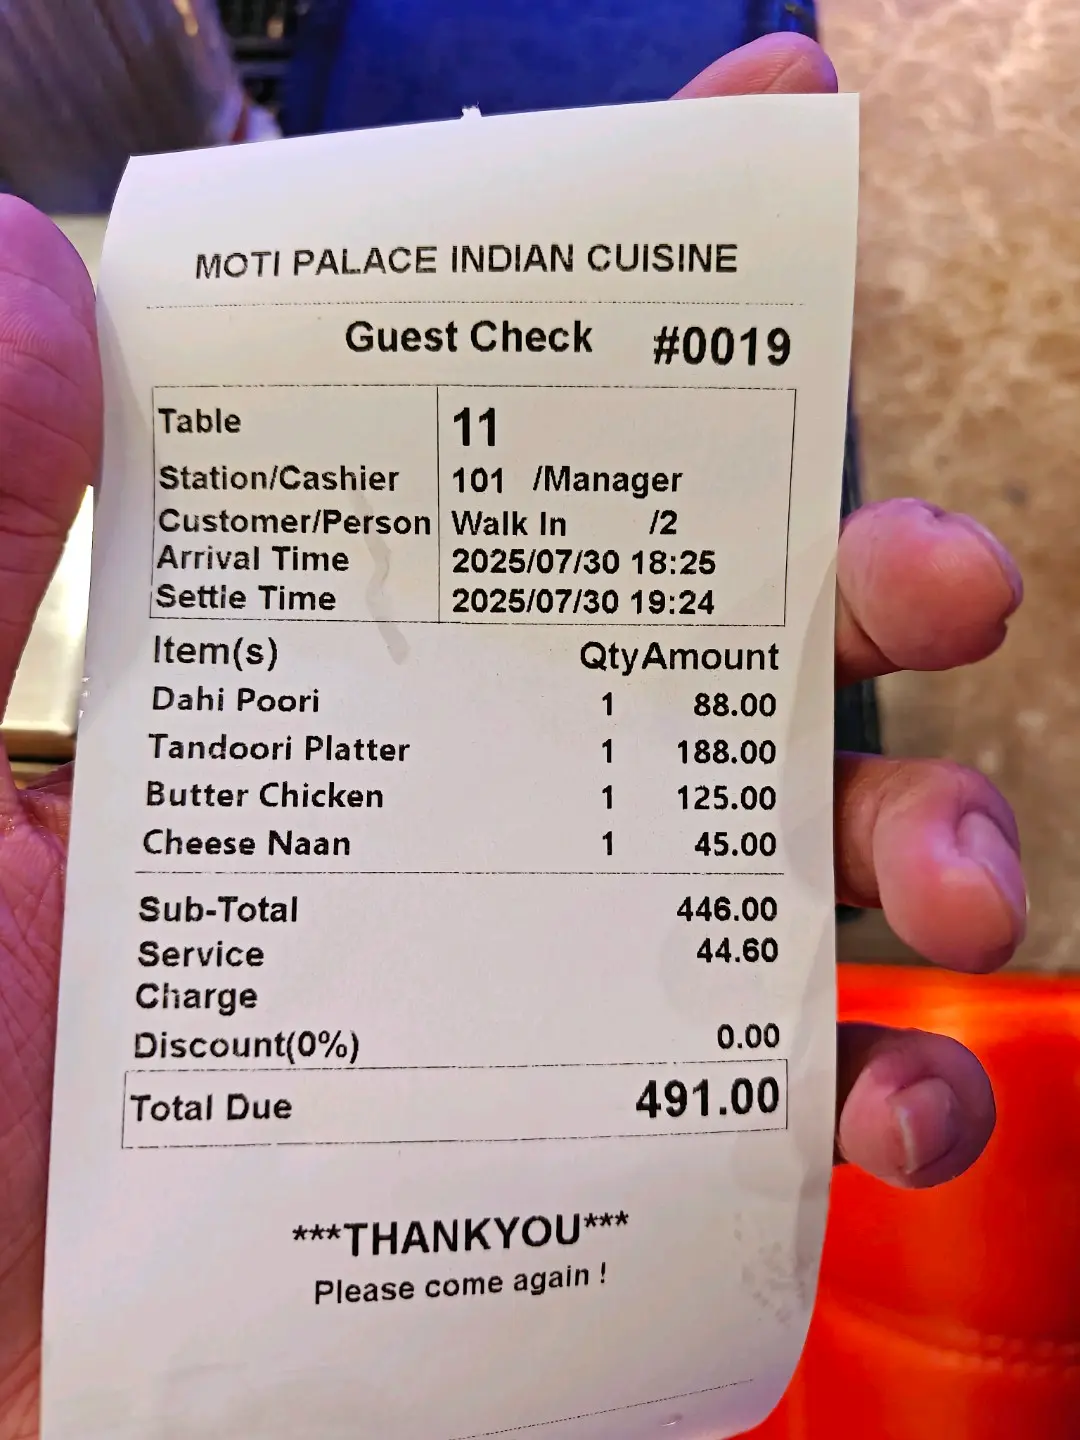 MOTI PALACE INDIAN CUISINE
Guest Check #0019
Table 11
Station/Cashier 101 /Manager
Customer/Person Walk In /2
Arrival Time 2025/07/30 18:25
Settle Time 2025/07/30 19:24
Item(s) Qty Amount
Dahi Poori 1 88.00
Tandoori Platter 1 188.00
Butter Chicken 1 125.00
Cheese Naan 1 45.00
Sub-Total 446.00
Service 44.60
Charge
Discount(0%) 0.00
Total Due 491.00
***THANKYOU***
Please come again !